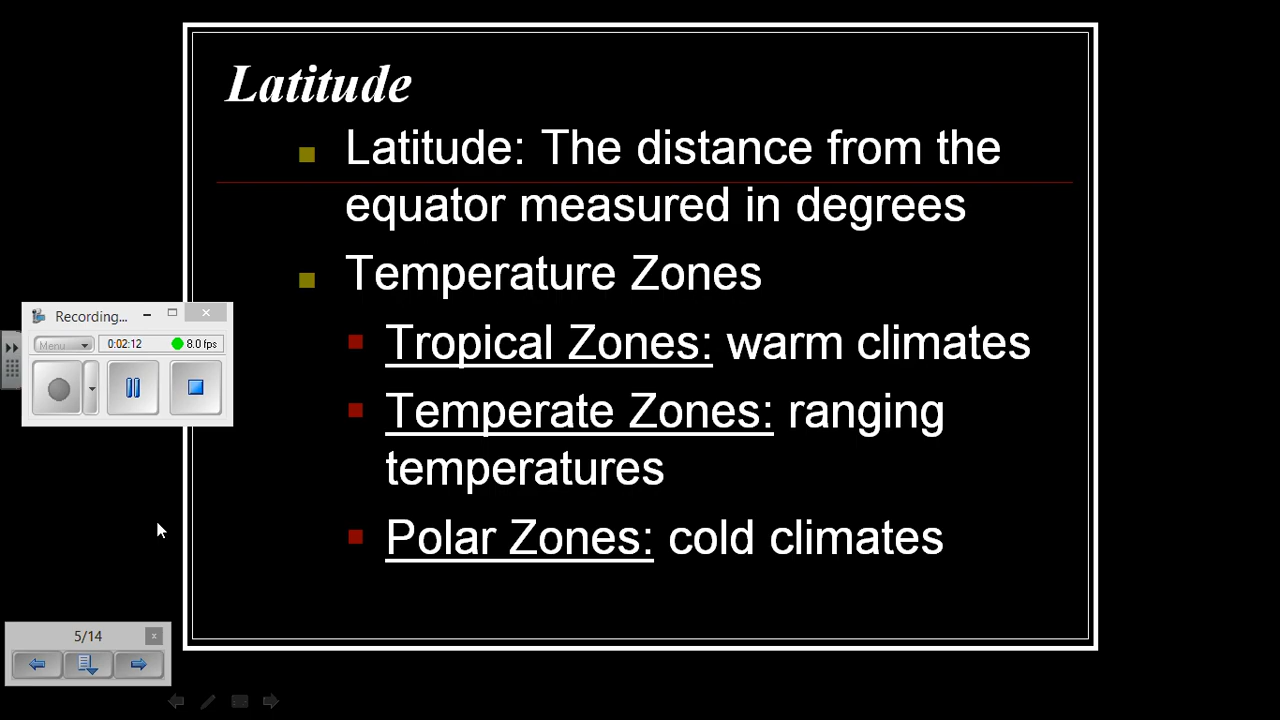 Latitude
Latitude: The distance from the
equator measured in degrees
Temperature Zones
Recording...
Menu
0:02:12
8.0 fps
Tropical Zones: warm climates
Temperate Zones: ranging
temperatures
Polar Zones: cold climates
5/14